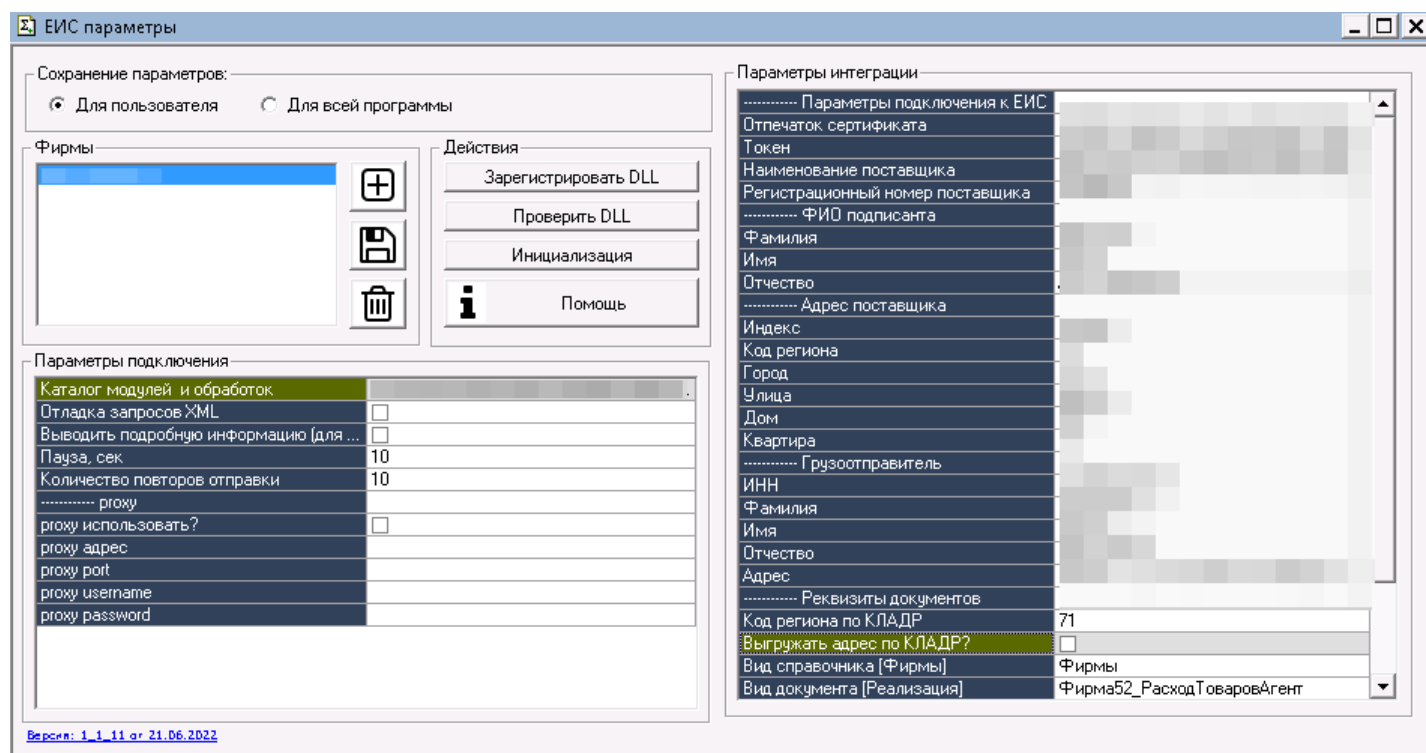 ЕИС параметры
Сохранение параметров:
Для пользователя
Для всей программы
Фирмы
Действия
Зарегистрировать DLL
Проверить DLL
Инициализация
Помощь
Параметры подключения
Каталог модулей и обработок
Отладка запросов XML
Выводить подробную информацию (для ...
Пауза, сек 10
Количество повторов отправки 10
------------ proxy
proxy использовать?
proxy адрес
proxy port
proxy username
proxy password
Версия: 1_1_11 от 21.06.2022
Параметры интеграции
------------ Параметры подключения к ЕИС
Отпечаток сертификата
Токен
Наименование поставщика
Регистрационный номер поставщика
------------ ФИО подписанта
Фамилия
Имя
Отчество
------------ Адрес поставщика
Индекс
Код региона
Город
Улица
Дом
Квартира
------------ Грузоотправитель
ИНН
Фамилия
Имя
Отчество
Адрес
------------ Реквизиты документов
Код региона по КЛАДР 71
Выгружать адрес по КЛАДР?
Вид справочника [Фирмы] Фирмы
Вид документа [Реализация] Фирма52_РасходТоваровАгент